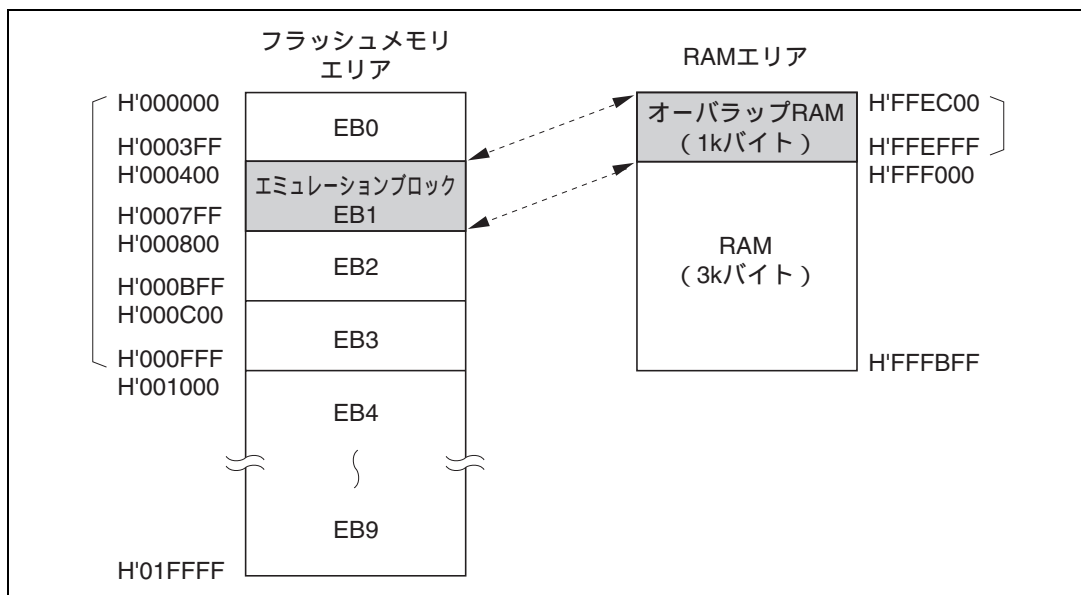 フラッシュメモリ
エリア
H'000000
EB0
H'0003FF
H'000400
エミュレーションブロック
EB1
H'0007FF
H'000800
EB2
H'000BFF
H'000C00
EB3
H'000FFF
H'001000
EB4
EB9
H'01FFFF
RAMエリア
オーバラップRAM
（1kバイト）
H'FFEC00
H'FFEFFF
H'FFF000
RAM
（3kバイト）
H'FFFBFF